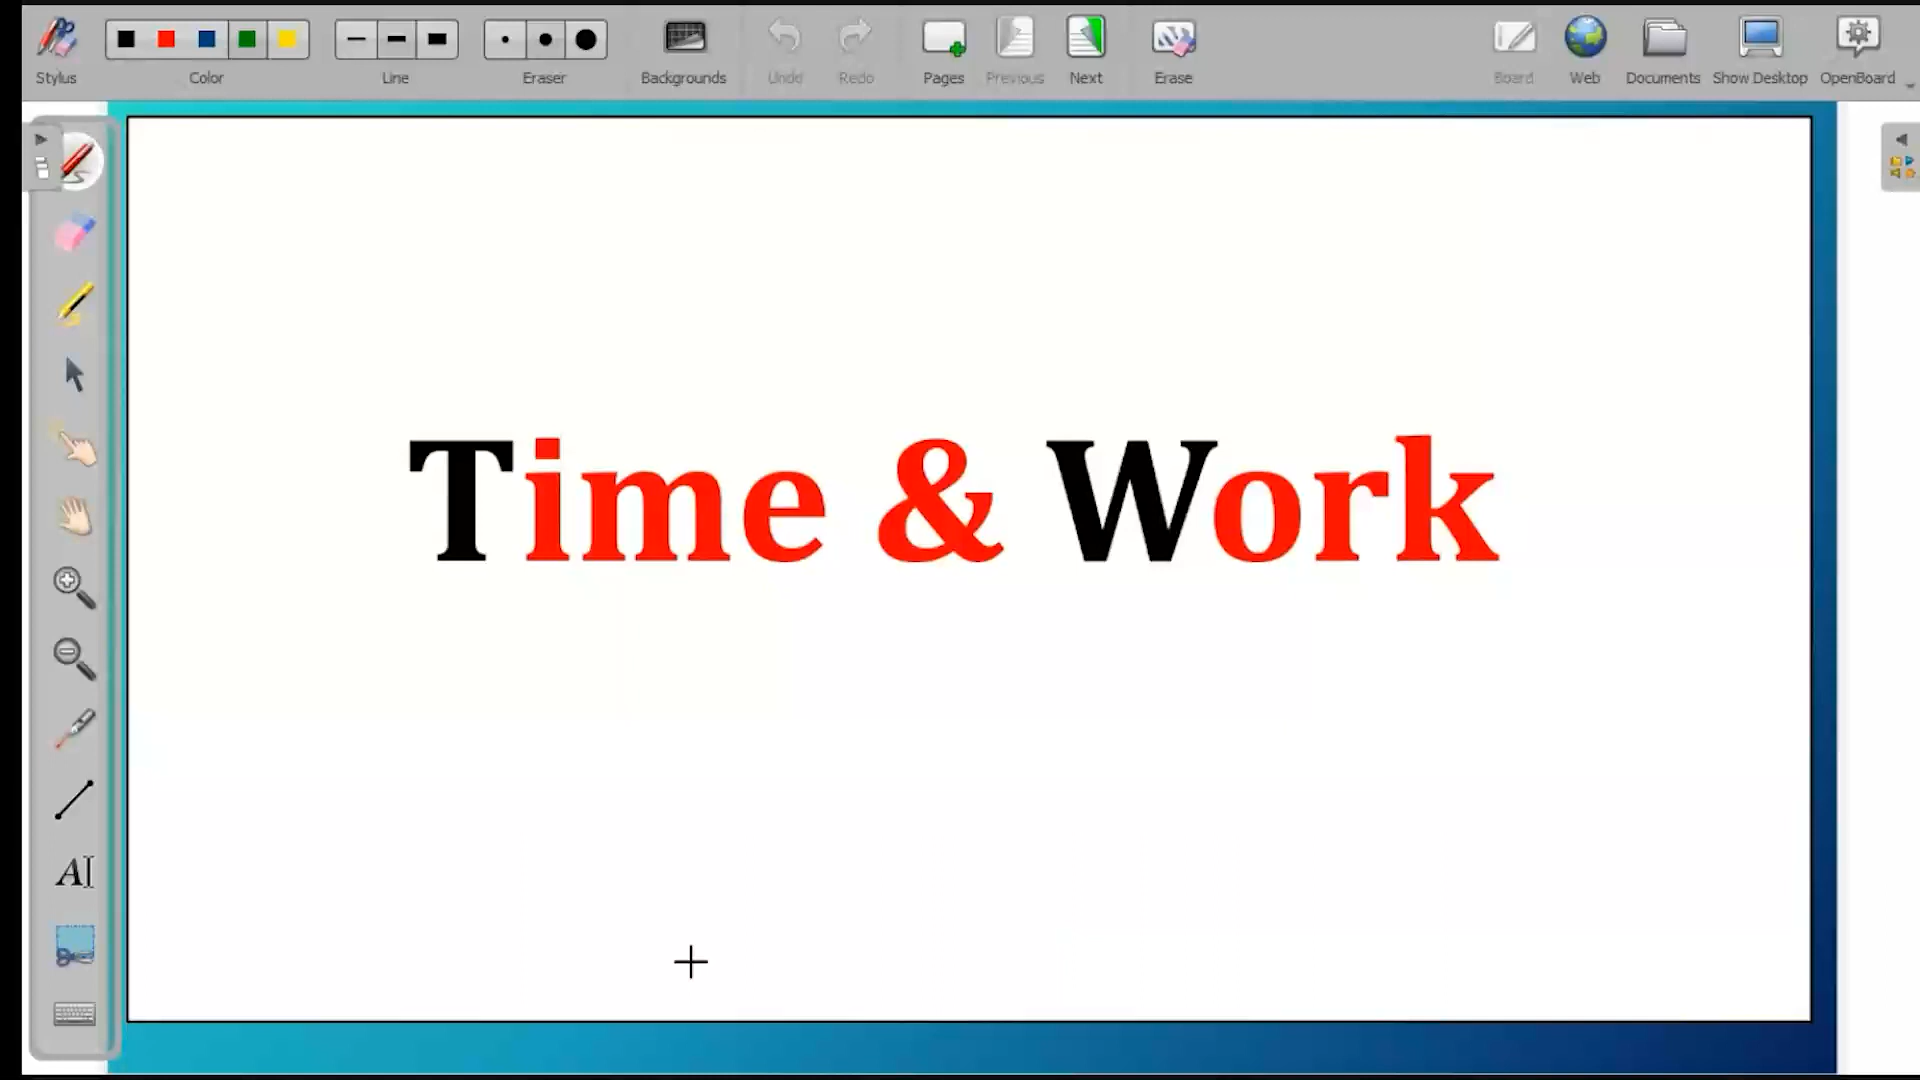 Stylus Color Line Eraser Backgrounds Undo Redo Pages Previous Next Erase Board Web Documents Show Desktop OpenBoard
Time & Work
AI